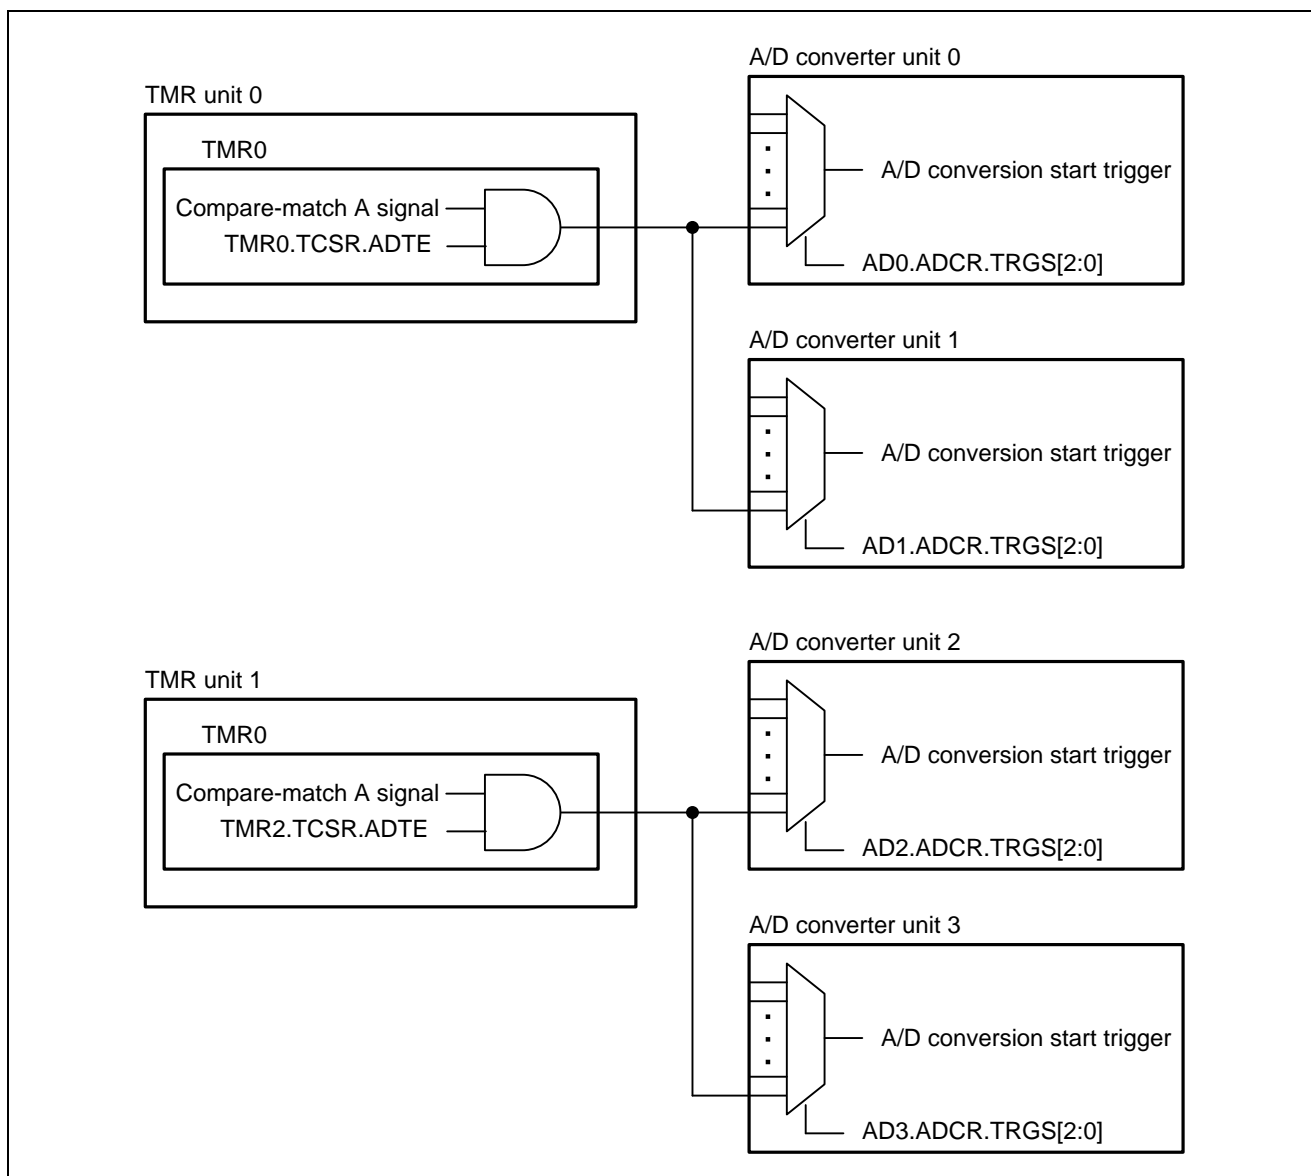 A/D converter unit 0
TMR unit 0
TMR0
Compare-match A signal
TMR0.TCSR.ADTE
A/D conversion start trigger
AD0.ADCR.TRGS[2:0]
A/D converter unit 1
A/D conversion start trigger
AD1.ADCR.TRGS[2:0]
A/D converter unit 2
TMR unit 1
TMR0
Compare-match A signal
TMR2.TCSR.ADTE
A/D conversion start trigger
AD2.ADCR.TRGS[2:0]
A/D converter unit 3
A/D conversion start trigger
AD3.ADCR.TRGS[2:0]